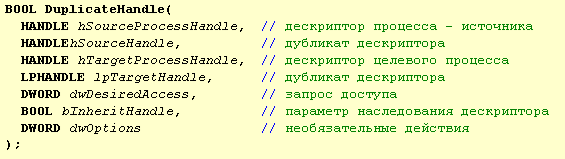 BOOL DuplicateHandle(
HANDLE hSourceProcessHandle, // дескриптор процесса - источника
HANDLEhSourceHandle, // дубликат дескриптора
HANDLE hTargetProcessHandle, // дескриптор целевого процесса
LPHANDLE lpTargetHandle, // дубликат дескриптора
DWORD dwDesiredAccess, // запрос доступа
BOOL bInheritHandle, // параметр наследования дескриптора
DWORD dwOptions // необязательные действия
);